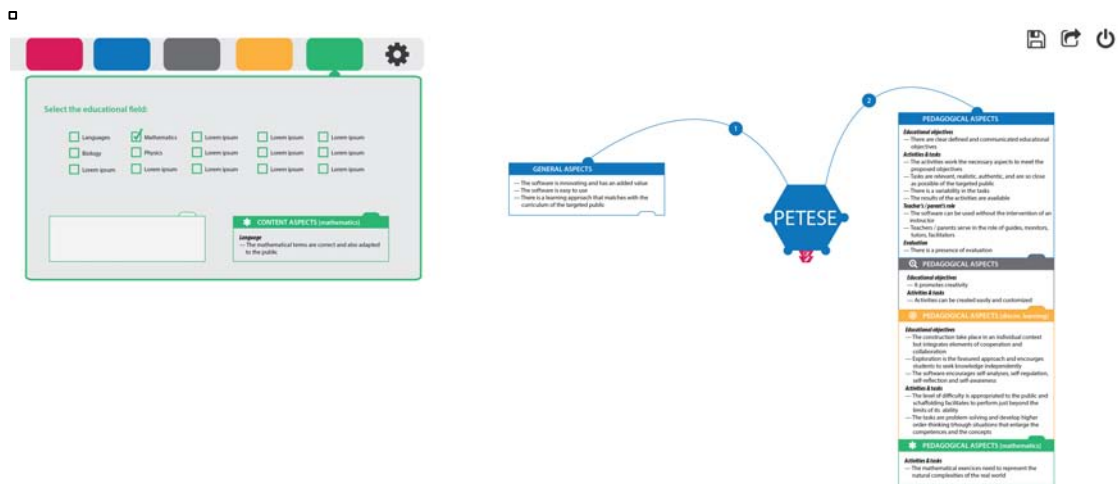 Select the educational field:
Languages
Mathematics
Lorem ipsum
Lorem ipsum
Lorem ipsum
Biology
Physics
Lorem ipsum
Lorem ipsum
Lorem ipsum
Lorem ipsum
Lorem ipsum
Lorem ipsum
Lorem ipsum
Lorem ipsum
CONTENT ASPECTS (mathematics)
Language
— The mathematical terms are correct and also adapted
to the public
1
2
PETESE
GENERAL ASPECTS
— The software is innovating and has an added value
— The software is easy to use
— There is a learning approach that matches with the
curriculum of the targeted public
PEDAGOGICAL ASPECTS
Educational objectives
— There are clear defined and communicated educational
objectives
Activities & tasks
— The activities work the necessary aspects to meet the
proposed objectives
— Tasks are relevant, realistic, authentic, and are so close
as possible of the targeted public
— There is a variability in the tasks
— The results of the activities are available
Teacher's / parent's role
— The software can be used without the intervention of an
instructor
— Teachers / parents serve in the role of guides, monitors,
tutors, facilitators
Evaluation
— There is a presence of evaluation
PEDAGOGICAL ASPECTS
Educational objectives
— It promotes creativity
Activities & tasks
— Activities can be created easily and customized
PEDAGOGICAL ASPECTS (discov. learning)
Educational objectives
— The construction take place in an individual context
but integrates elements of cooperation and
collaboration
— Exploration is the favoured approach and encourges
students to seek knowledge independently
— The software encourages self-analyses, self-regulation,
self-reflection and self-awareness
Activities & tasks
— The level of difficulty is appropriated to the public and
schaffolding facilitates to perform just beyond the
limits of its ability
— The tasks are problem solving and develop higher
order thinking trhough situations that enlarge the
competences and the concepts
PEDAGOGICAL ASPECTS (mathematics)
Activities & tasks
— The mathematical exercices need to represent the
natural complexities of the real world